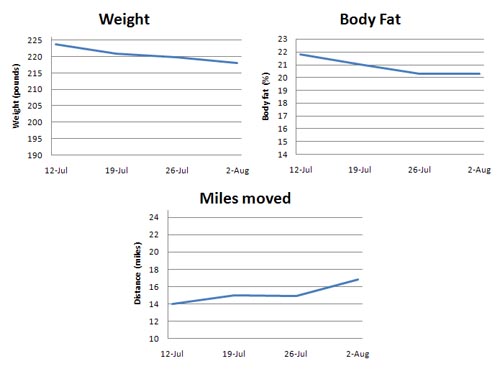 Weight
Weight (pounds)
225
220
215
210
205
200
195
190
12-Jul 19-Jul 26-Jul 2-Aug
Body Fat
Body fat (%)
23
22
21
20
19
18
17
16
15
14
12-Jul 19-Jul 26-Jul 2-Aug
Miles moved
Distance (miles)
24
22
20
18
16
14
12
10
12-Jul 19-Jul 26-Jul 2-Aug